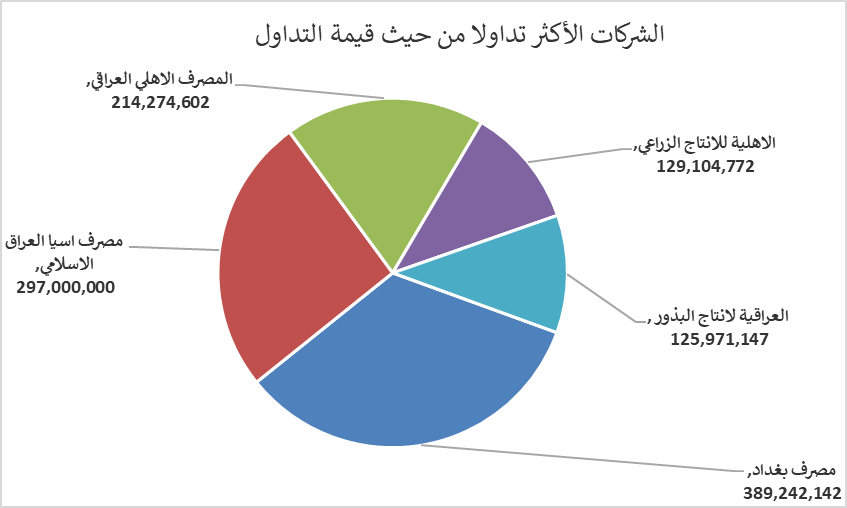 الشركات الأكثر تداولا من حيث قيمة التداول
المصرف الاهلي العراقي,
214,274,602
الاهلية للانتاج الزراعي,
129,104,772
مصرف اسيا العراق
الاسلامي,
297,000,000
العراقية لانتاج البذور ,
125,971,147
مصرف بغداد,
389,242,142